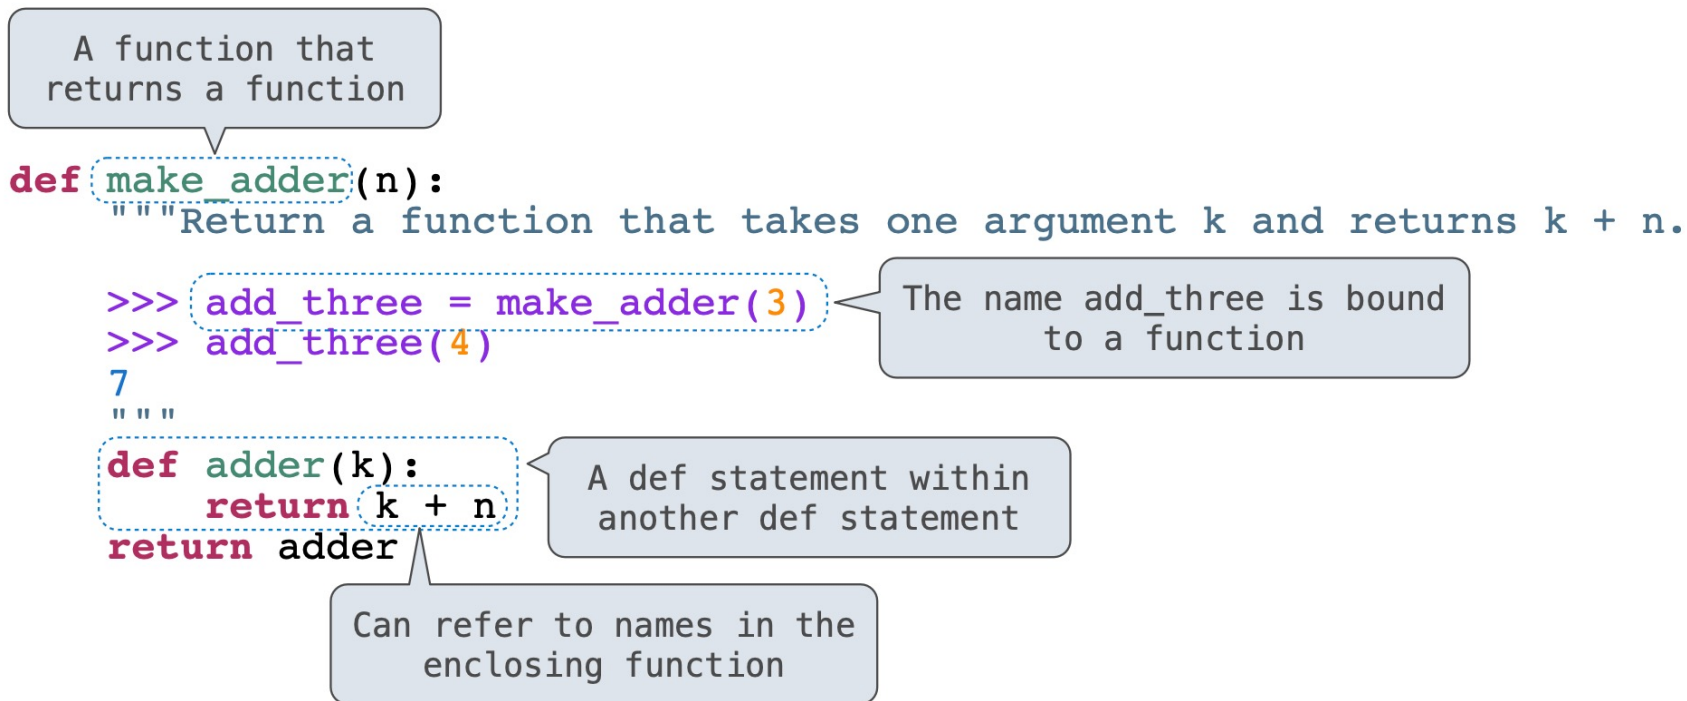 A function that
returns a function
def make_adder(n):
"""Return a function that takes one argument k and returns k + n.
>>> add_three = make_adder(3)
The name add_three is bound
to a function
>>> add_three(4)
7
"""
def adder(k):
return k + n
A def statement within
another def statement
return adder
Can refer to names in the
enclosing function